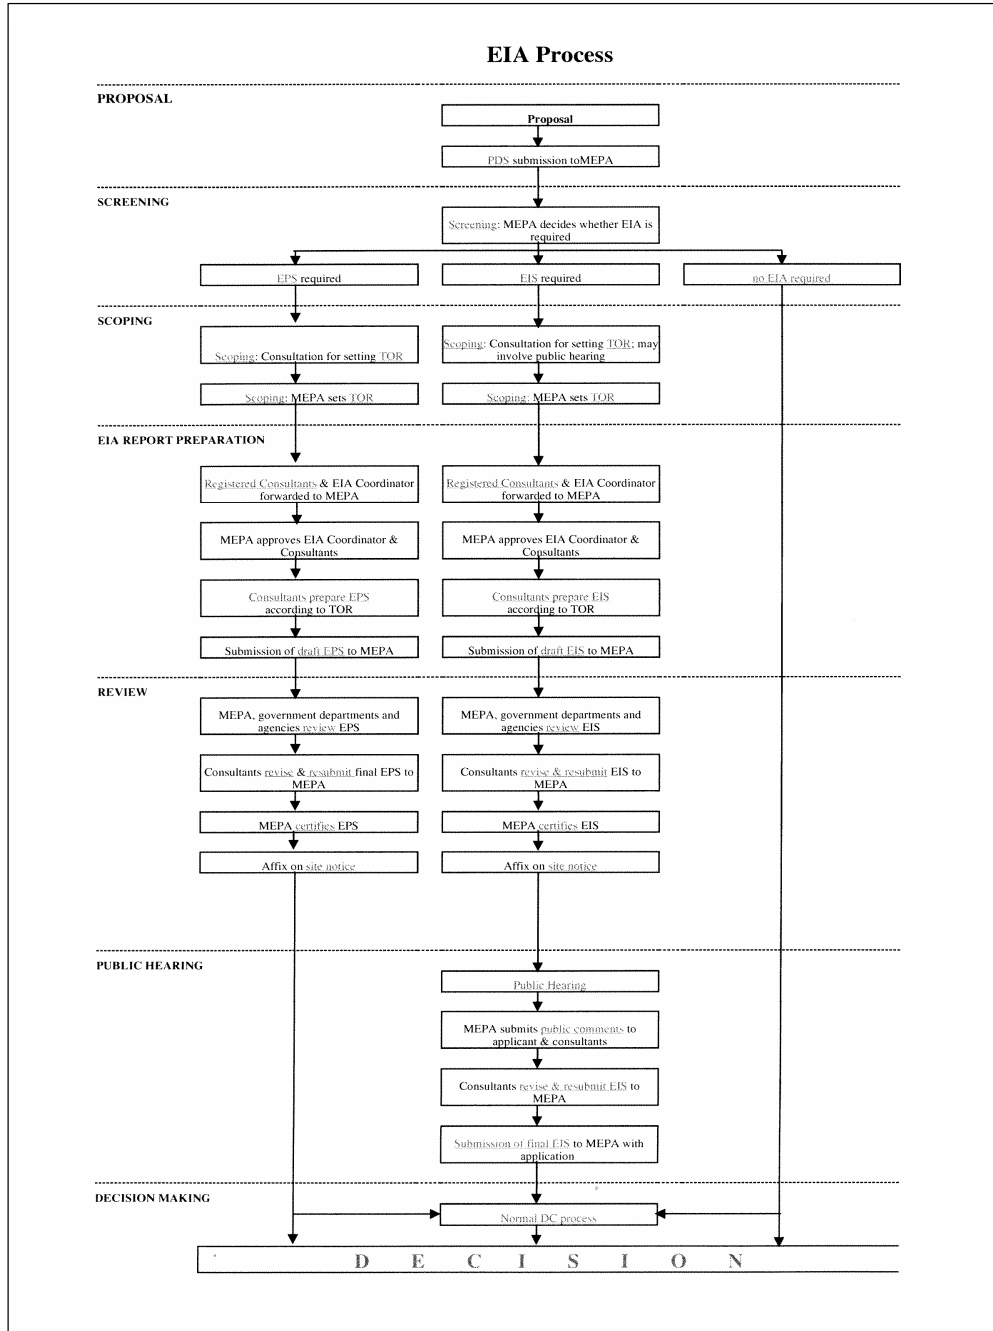 EIA Process
PROPOSAL
Proposal
PDS submission toMEPA
SCREENING
Screening: MEPA decides whether EIA is
required
EPS required
EIS required
no EIA required
SCOPING
Scoping: Consultation for setting TOR
Scoping: Consultation for setting TOR; may
involve public hearing
Scoping: MEPA sets TOR
Scoping: MEPA sets TOR
EIA REPORT PREPARATION
Registered Consultants & EIA Coordinator
forwarded to MEPA
Registered Consultants & EIA Coordinator
forwarded to MEPA
MEPA approves EIA Coordinator &
Consultants
MEPA approves EIA Coordinator &
Consultants
Consultants prepare EPS
according to TOR
Consultants prepare EIS
according to TOR
Submission of draft EPS to MEPA
Submission of draft EIS to MEPA
REVIEW
MEPA, government departments and
agencies review EPS
MEPA, government departments and
agencies review EIS
Consultants revise & resubmit final EPS to
MEPA
Consultants revise & resubmit EIS to
MEPA
MEPA certifies EPS
MEPA certifies EIS
Affix on site notice
Affix on site notice
PUBLIC HEARING
Public Hearing
MEPA submits public comments to
applicant & consultants
Consultants revise & resubmit EIS to
MEPA
Submission of final EIS to MEPA with
application
DECISION MAKING
Normal DC process
D E C I S I O N